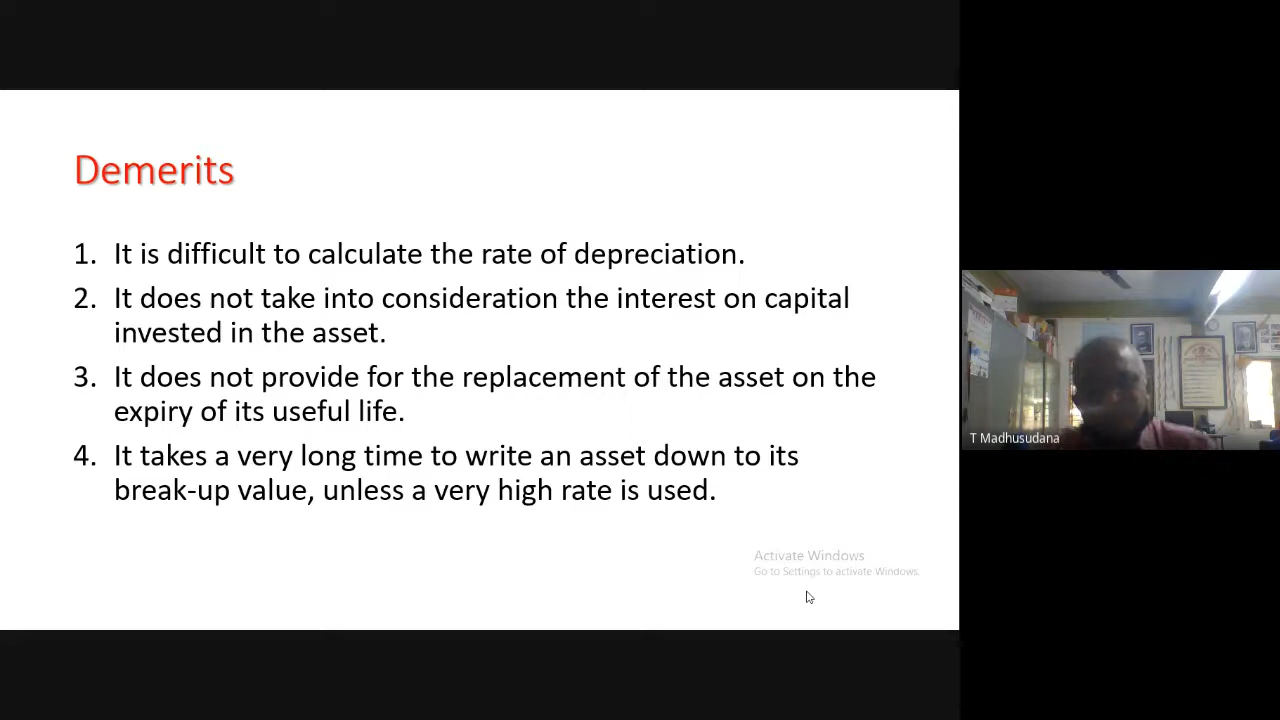 Demerits
1. It is difficult to calculate the rate of depreciation.
2. It does not take into consideration the interest on capital
invested in the asset.
3. It does not provide for the replacement of the asset on the
expiry of its useful life.
4. It takes a very long time to write an asset down to its
break-up value, unless a very high rate is used.
Activate Windows
Go to Settings to activate Windows.
T Madhusudana